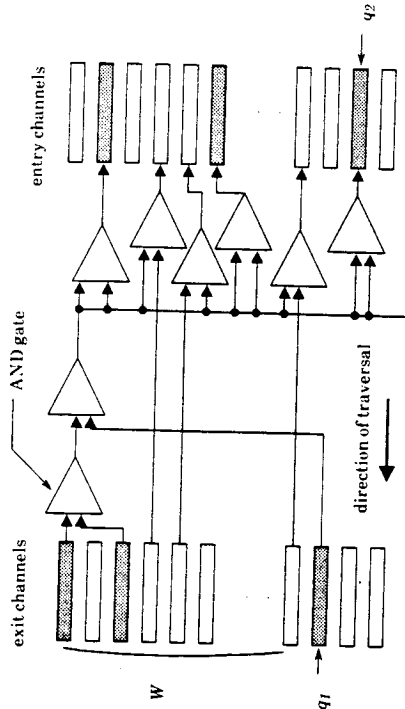 exit channels
AND gate
entry channels
W
q1
q2
direction of traversal